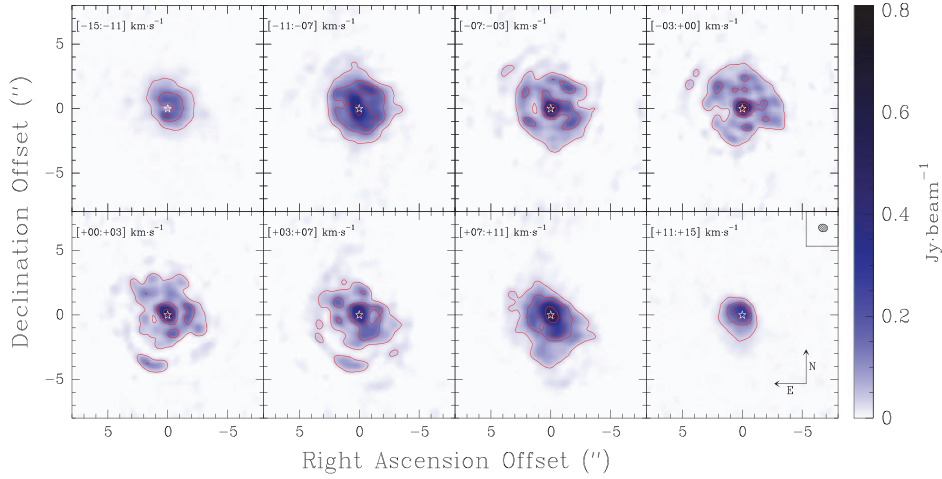 [−15:−11] km·s⁻¹ [−11:−07] km·s⁻¹ [−07:−03] km·s⁻¹ [−03:+00] km·s⁻¹
0.8
5
0
−5
0.6
[+00:+03] km·s⁻¹ [+03:+07] km·s⁻¹ [+07:+11] km·s⁻¹ [+11:+15] km·s⁻¹
0.4
5
0
−5
0.2
N
E
0
5 0 −5 5 0 −5 5 0 −5 5 0 −5
Right Ascension Offset (″)
Declination Offset (″)
Jy·beam⁻¹